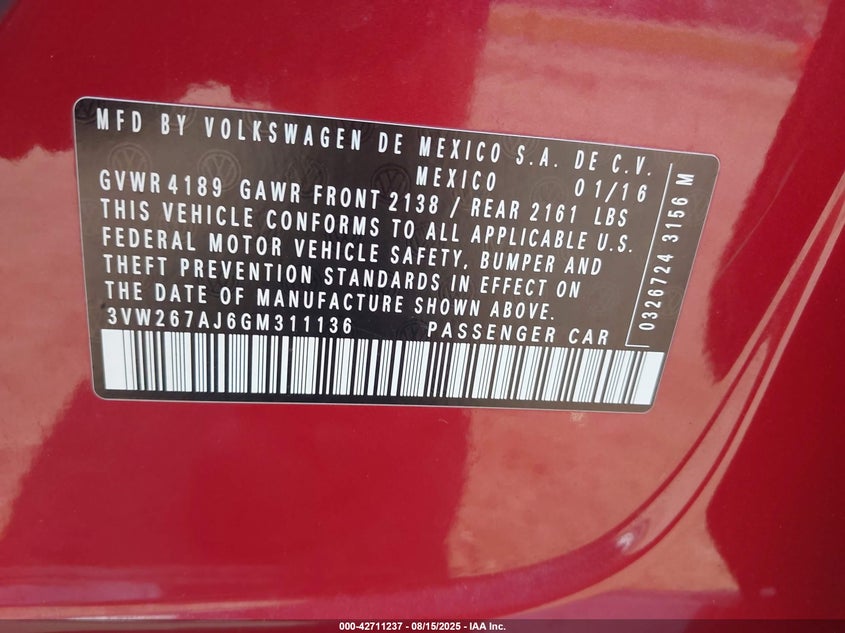 MFD BY VOLKSWAGEN DE MEXICO S.A. DE C.V.
MEXICO 01/16
GVWR 4189 GAWR FRONT 2138 / REAR 2161 LBS
THIS VEHICLE CONFORMS TO ALL APPLICABLE U.S.
FEDERAL MOTOR VEHICLE SAFETY, BUMPER AND
THEFT PREVENTION STANDARDS IN EFFECT ON
THE DATE OF MANUFACTURE SHOWN ABOVE.
3VW267AJ6GM311136 PASSENGER CAR
0326724 3156 M
000-42711237 - 08/15/2025 - IAA Inc.